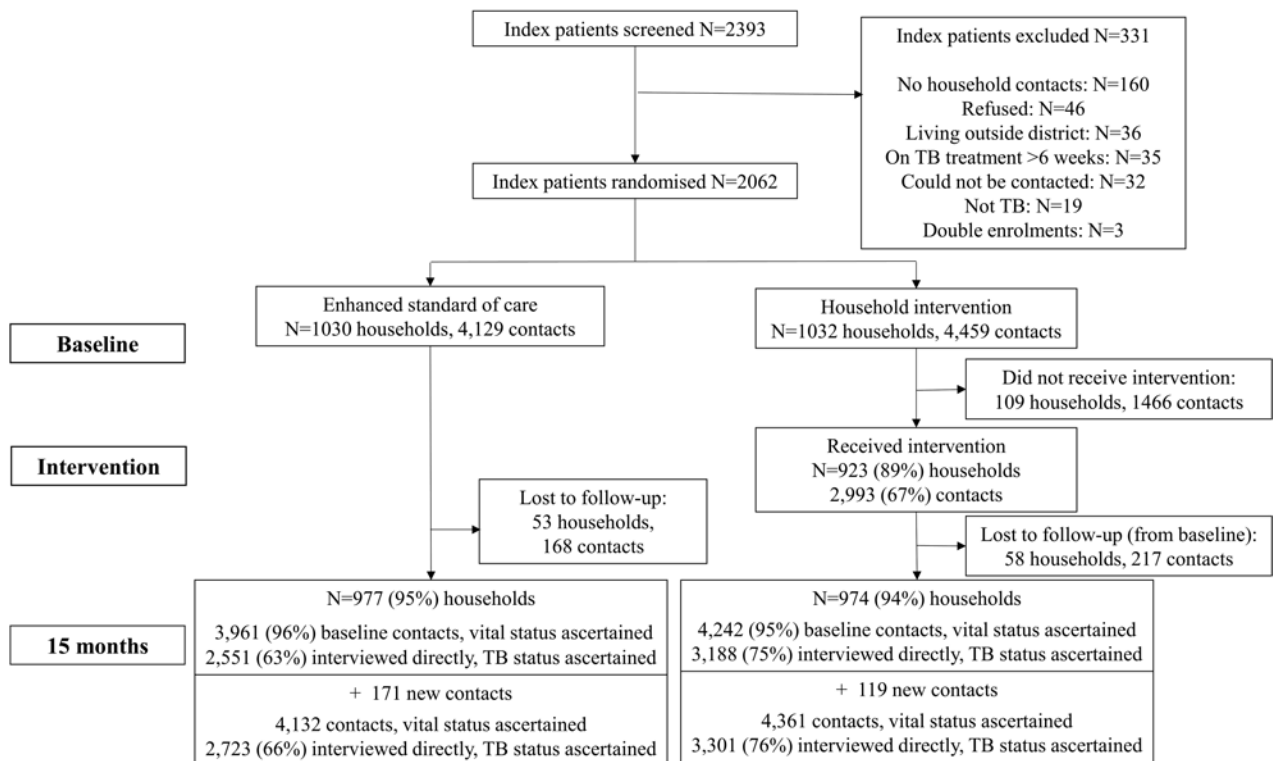 Index patients screened N=2393
Index patients excluded N=331
No household contacts: N=160
Refused: N=46
Living outside district: N=36
On TB treatment >6 weeks: N=35
Could not be contacted: N=32
Not TB: N=19
Double enrolments: N=3
Index patients randomised N=2062
Baseline
Enhanced standard of care
N=1030 households, 4,129 contacts
Household intervention
N=1032 households, 4,459 contacts
Did not receive intervention:
109 households, 1466 contacts
Intervention
Received intervention
N=923 (89%) households
2,993 (67%) contacts
Lost to follow-up:
53 households,
168 contacts
Lost to follow-up (from baseline):
58 households, 217 contacts
15 months
N=977 (95%) households
3,961 (96%) baseline contacts, vital status ascertained
2,551 (63%) interviewed directly, TB status ascertained
+ 171 new contacts
4,132 contacts, vital status ascertained
2,723 (66%) interviewed directly, TB status ascertained
N=974 (94%) households
4,242 (95%) baseline contacts, vital status ascertained
3,188 (75%) interviewed directly, TB status ascertained
+ 119 new contacts
4,361 contacts, vital status ascertained
3,301 (76%) interviewed directly, TB status ascertained